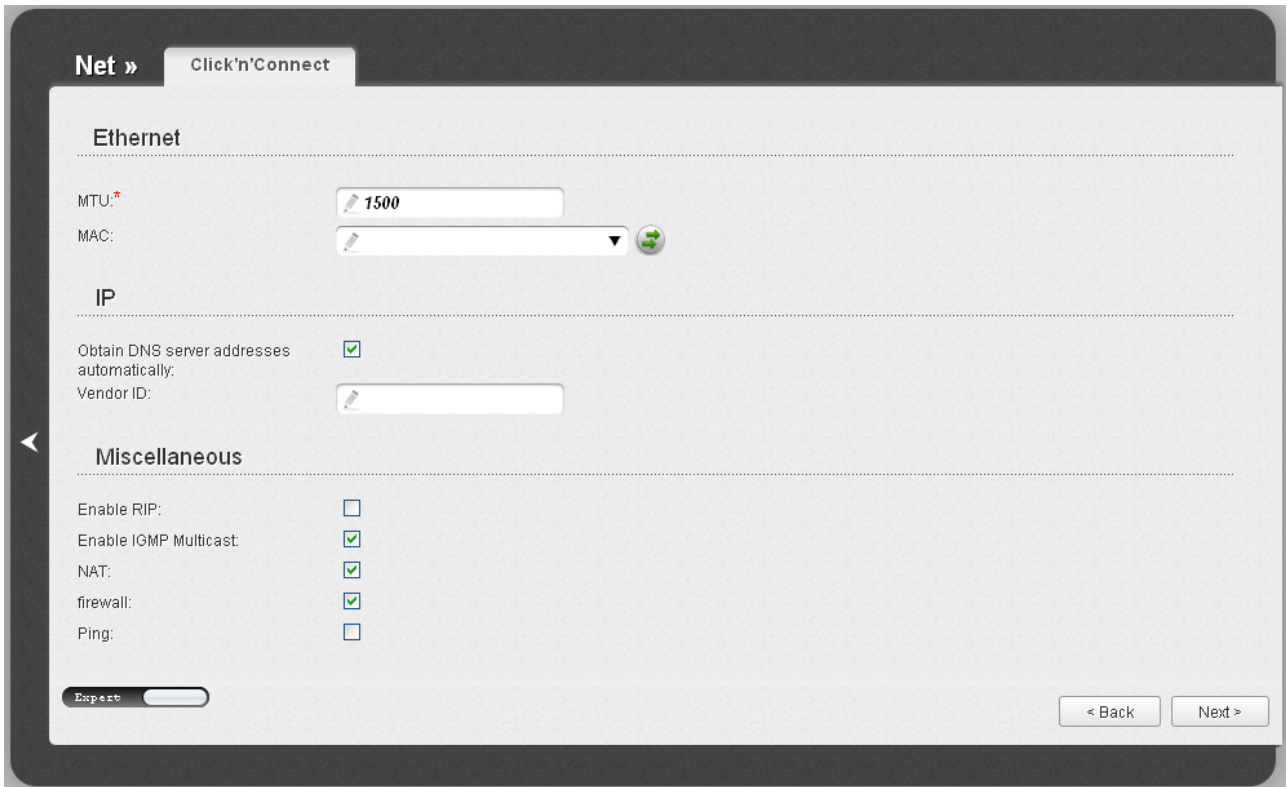 Net »
Click'n'Connect
Ethernet
MTU:*
1500
MAC:
IP
Obtain DNS server addresses
automatically:
Vendor ID:
Miscellaneous
Enable RIP:
Enable IGMP Multicast:
NAT:
firewall:
Ping:
Expert
< Back
Next >